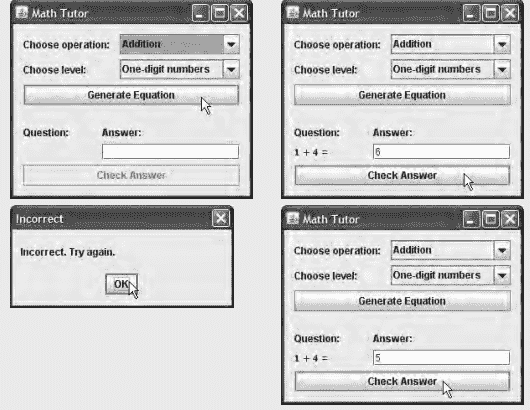 Math Tutor
Choose operation: Addition
Choose level: One-digit numbers
Generate Equation
Question: Answer:
Check Answer
Math Tutor
Choose operation: Addition
Choose level: One-digit numbers
Generate Equation
Question: Answer:
1 + 4 = 6
Check Answer
Incorrect
Incorrect. Try again.
OK
Math Tutor
Choose operation: Addition
Choose level: One-digit numbers
Generate Equation
Question: Answer:
1 + 4 = 5
Check Answer